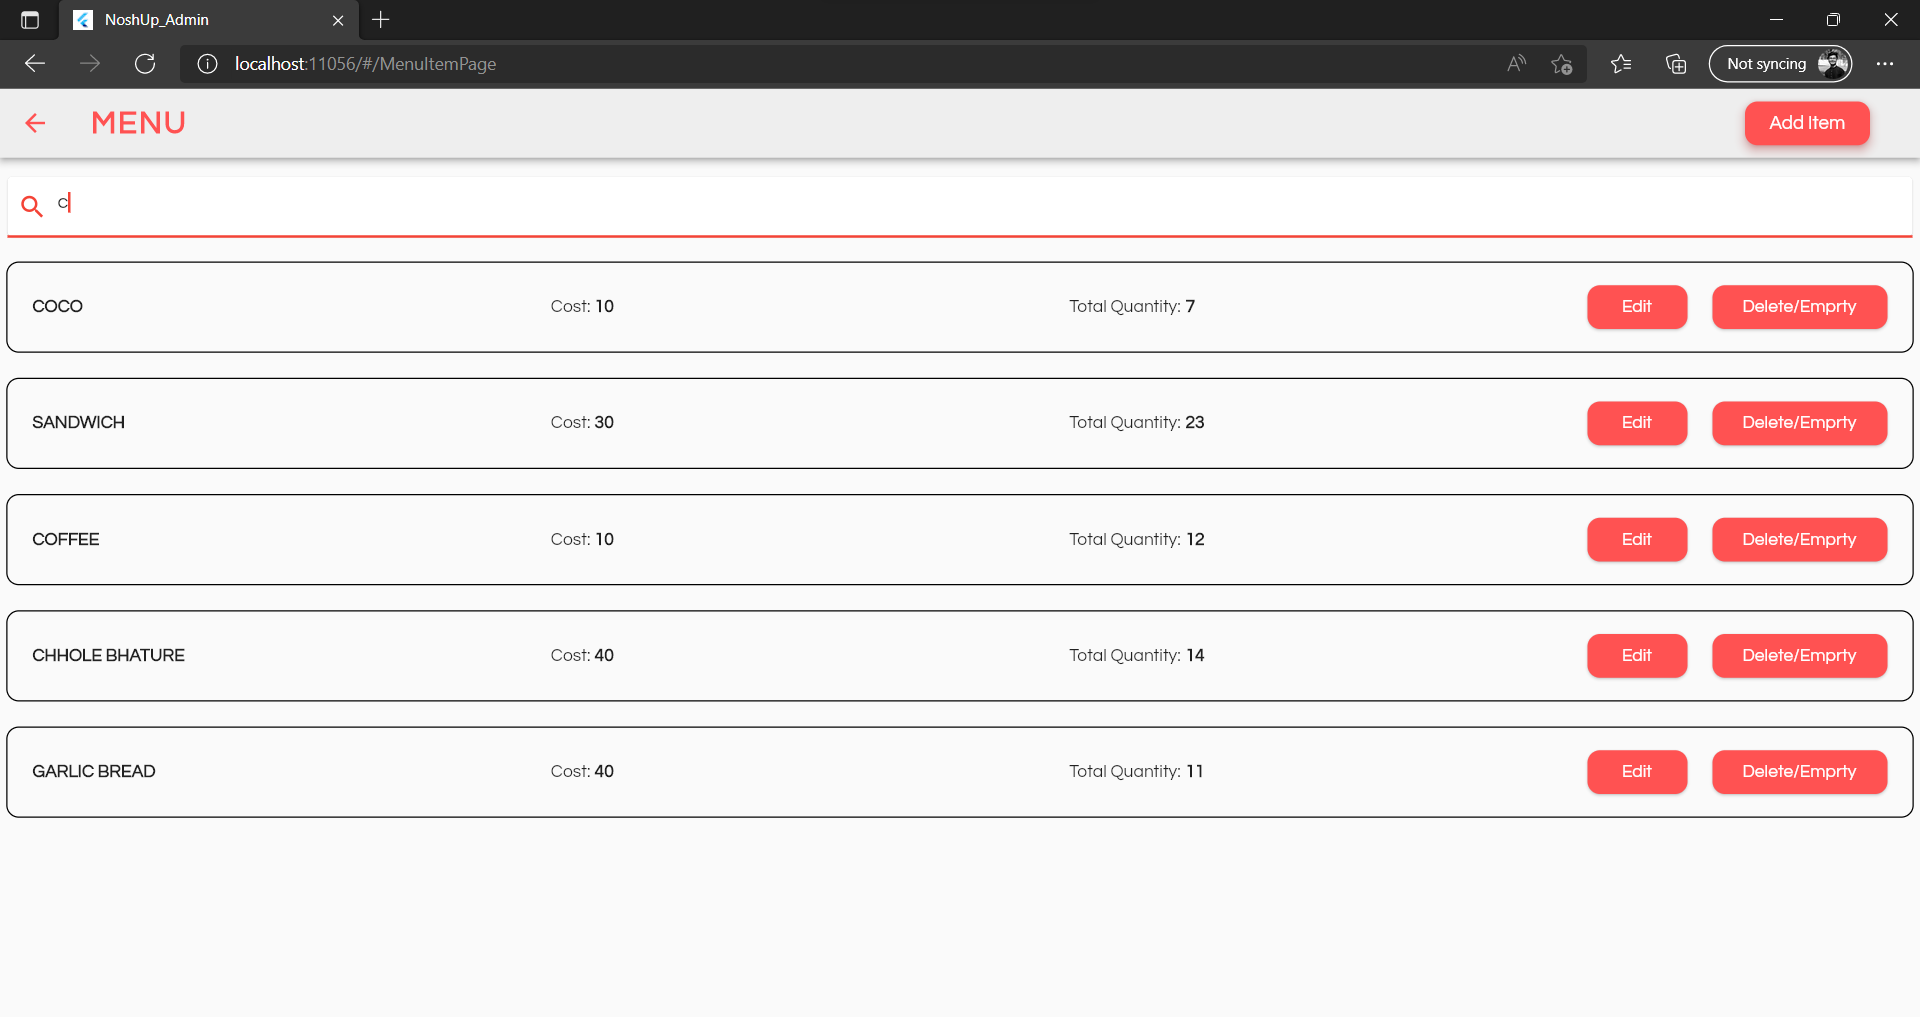 NoshUp_Admin
localhost:11056/#/MenuItemPage
Not syncing
MENU
Add Item
c
COCO Cost: 10 Total Quantity: 7 Edit Delete/Emprty
SANDWICH Cost: 30 Total Quantity: 23 Edit Delete/Emprty
COFFEE Cost: 10 Total Quantity: 12 Edit Delete/Emprty
CHHOLE BHATURE Cost: 40 Total Quantity: 14 Edit Delete/Emprty
GARLIC BREAD Cost: 40 Total Quantity: 11 Edit Delete/Emprty